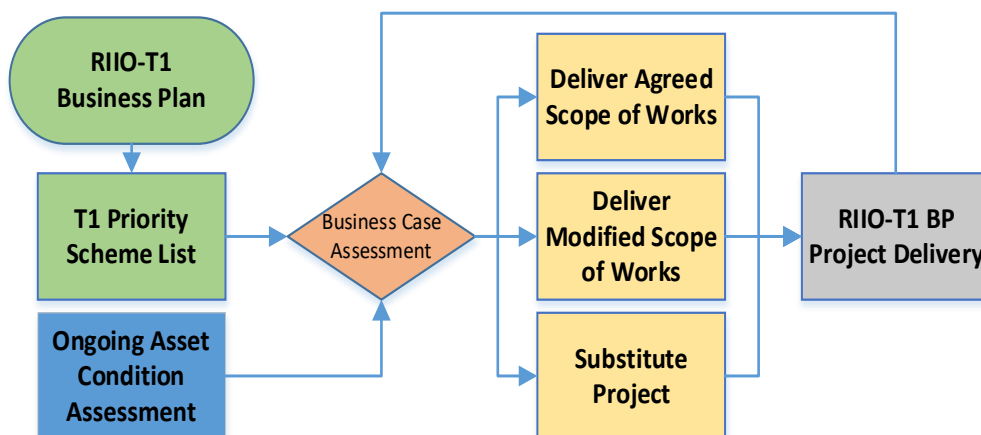 RIIO-T1
Business Plan
T1 Priority
Scheme List
Ongoing Asset
Condition
Assessment
Business Case
Assessment
Deliver Agreed
Scope of Works
Deliver
Modified Scope
of Works
Substitute
Project
RIIO-T1 BP
Project Delivery